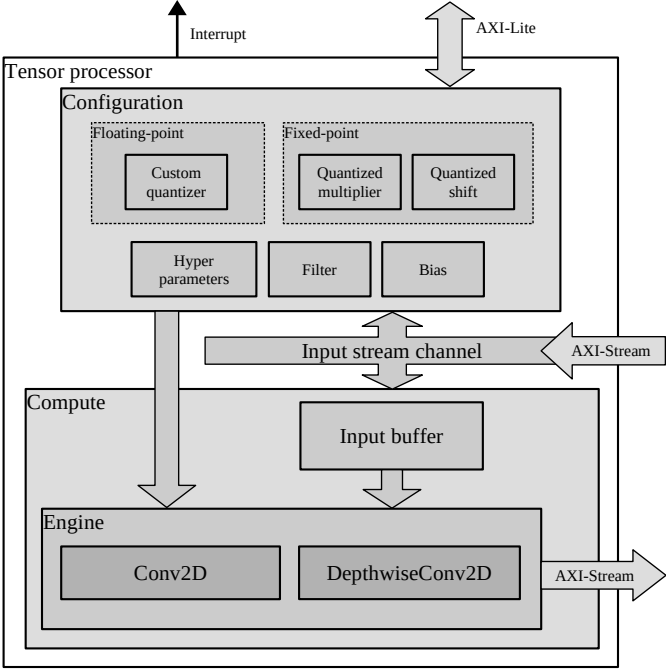 Interrupt
AXI-Lite
Tensor processor
Configuration
Floating-point
Fixed-point
Custom
quantizer
Quantized
multiplier
Quantized
shift
Hyper
parameters
Filter
Bias
Input stream channel
AXI-Stream
Compute
Input buffer
Engine
Conv2D
DepthwiseConv2D
AXI-Stream